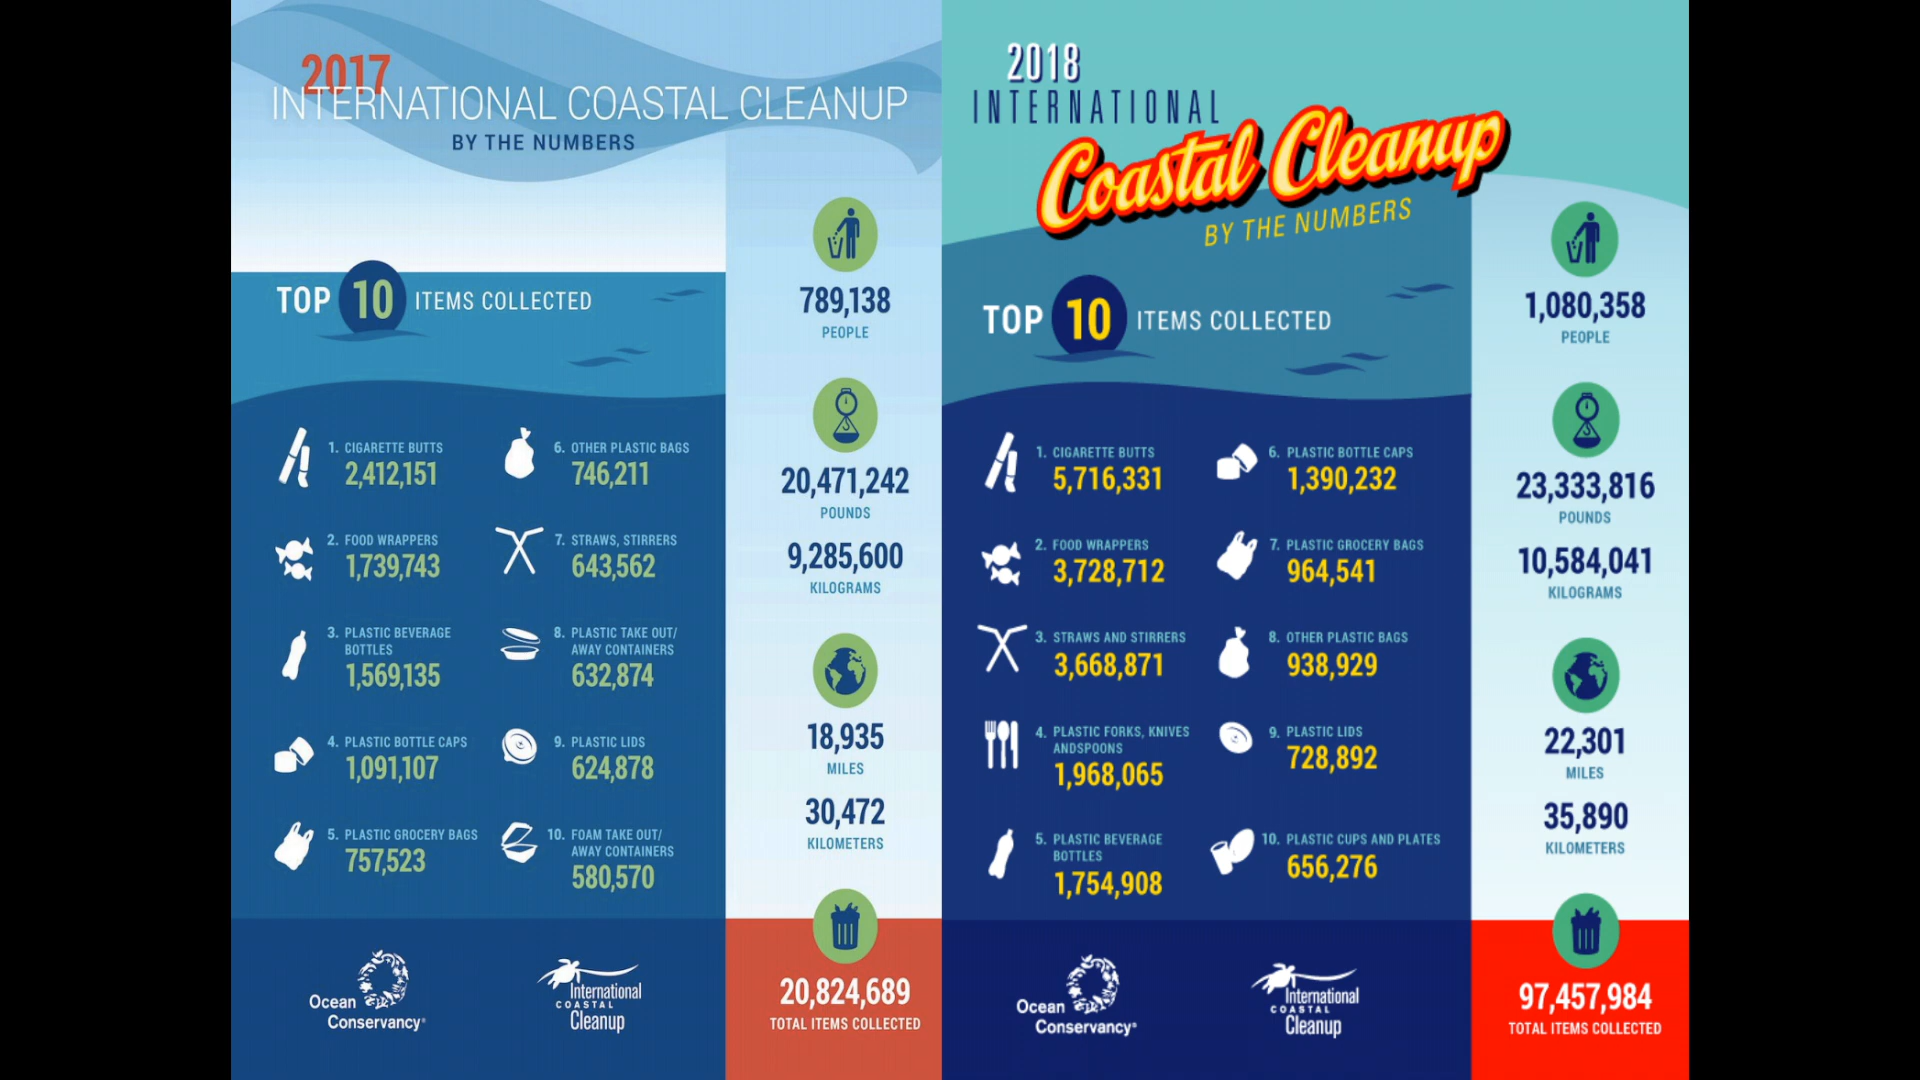 2017
INTERNATIONAL COASTAL CLEANUP
BY THE NUMBERS
TOP 10 ITEMS COLLECTED
1. CIGARETTE BUTTS
2,412,151
2. FOOD WRAPPERS
1,739,743
3. PLASTIC BEVERAGE
BOTTLES
1,569,135
4. PLASTIC BOTTLE CAPS
1,091,107
5. PLASTIC GROCERY BAGS
757,523
6. OTHER PLASTIC BAGS
746,211
7. STRAWS, STIRRERS
643,562
8. PLASTIC TAKE OUT/
AWAY CONTAINERS
632,874
9. PLASTIC LIDS
624,878
10. FOAM TAKE OUT/
AWAY CONTAINERS
580,570
789,138
PEOPLE
20,471,242
POUNDS
9,285,600
KILOGRAMS
18,935
MILES
30,472
KILOMETERS
20,824,689
TOTAL ITEMS COLLECTED
Ocean
Conservancy®
International
COASTAL
Cleanup
2018
INTERNATIONAL
Coastal Cleanup
BY THE NUMBERS
TOP 10 ITEMS COLLECTED
1. CIGARETTE BUTTS
5,716,331
2. FOOD WRAPPERS
3,728,712
3. STRAWS AND STIRRERS
3,668,871
4. PLASTIC FORKS, KNIVES
ANDSPOONS
1,968,065
5. PLASTIC BEVERAGE
BOTTLES
1,754,908
6. PLASTIC BOTTLE CAPS
1,390,232
7. PLASTIC GROCERY BAGS
964,541
8. OTHER PLASTIC BAGS
938,929
9. PLASTIC LIDS
728,892
10. PLASTIC CUPS AND PLATES
656,276
1,080,358
PEOPLE
23,333,816
POUNDS
10,584,041
KILOGRAMS
22,301
MILES
35,890
KILOMETERS
97,457,984
TOTAL ITEMS COLLECTED
Ocean
Conservancy®
International
COASTAL
Cleanup